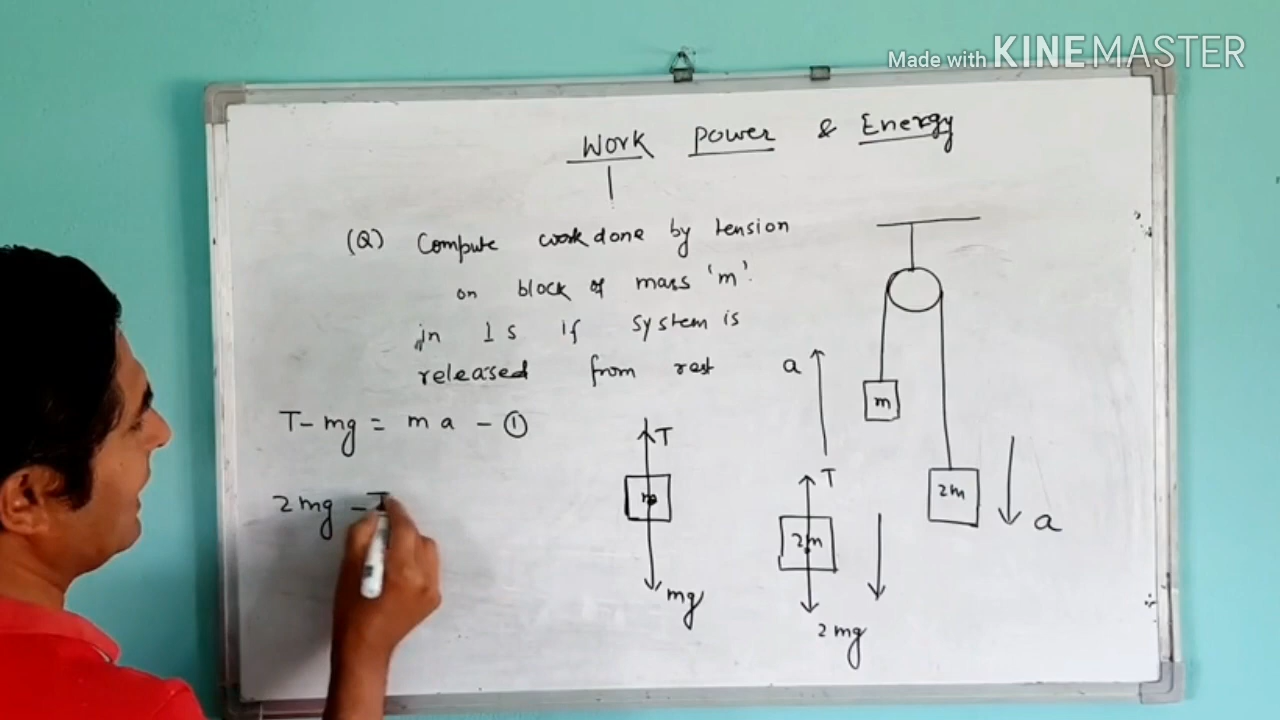 Made with KINEMASTER
Work Power & Energy
(Q) Compute work done by tension
on block of mass 'm'.
in 1s if system is
released from rest
T - mg = ma - ①
2mg - T
T
m
mg
a
T
2m
2mg
m
2m
a